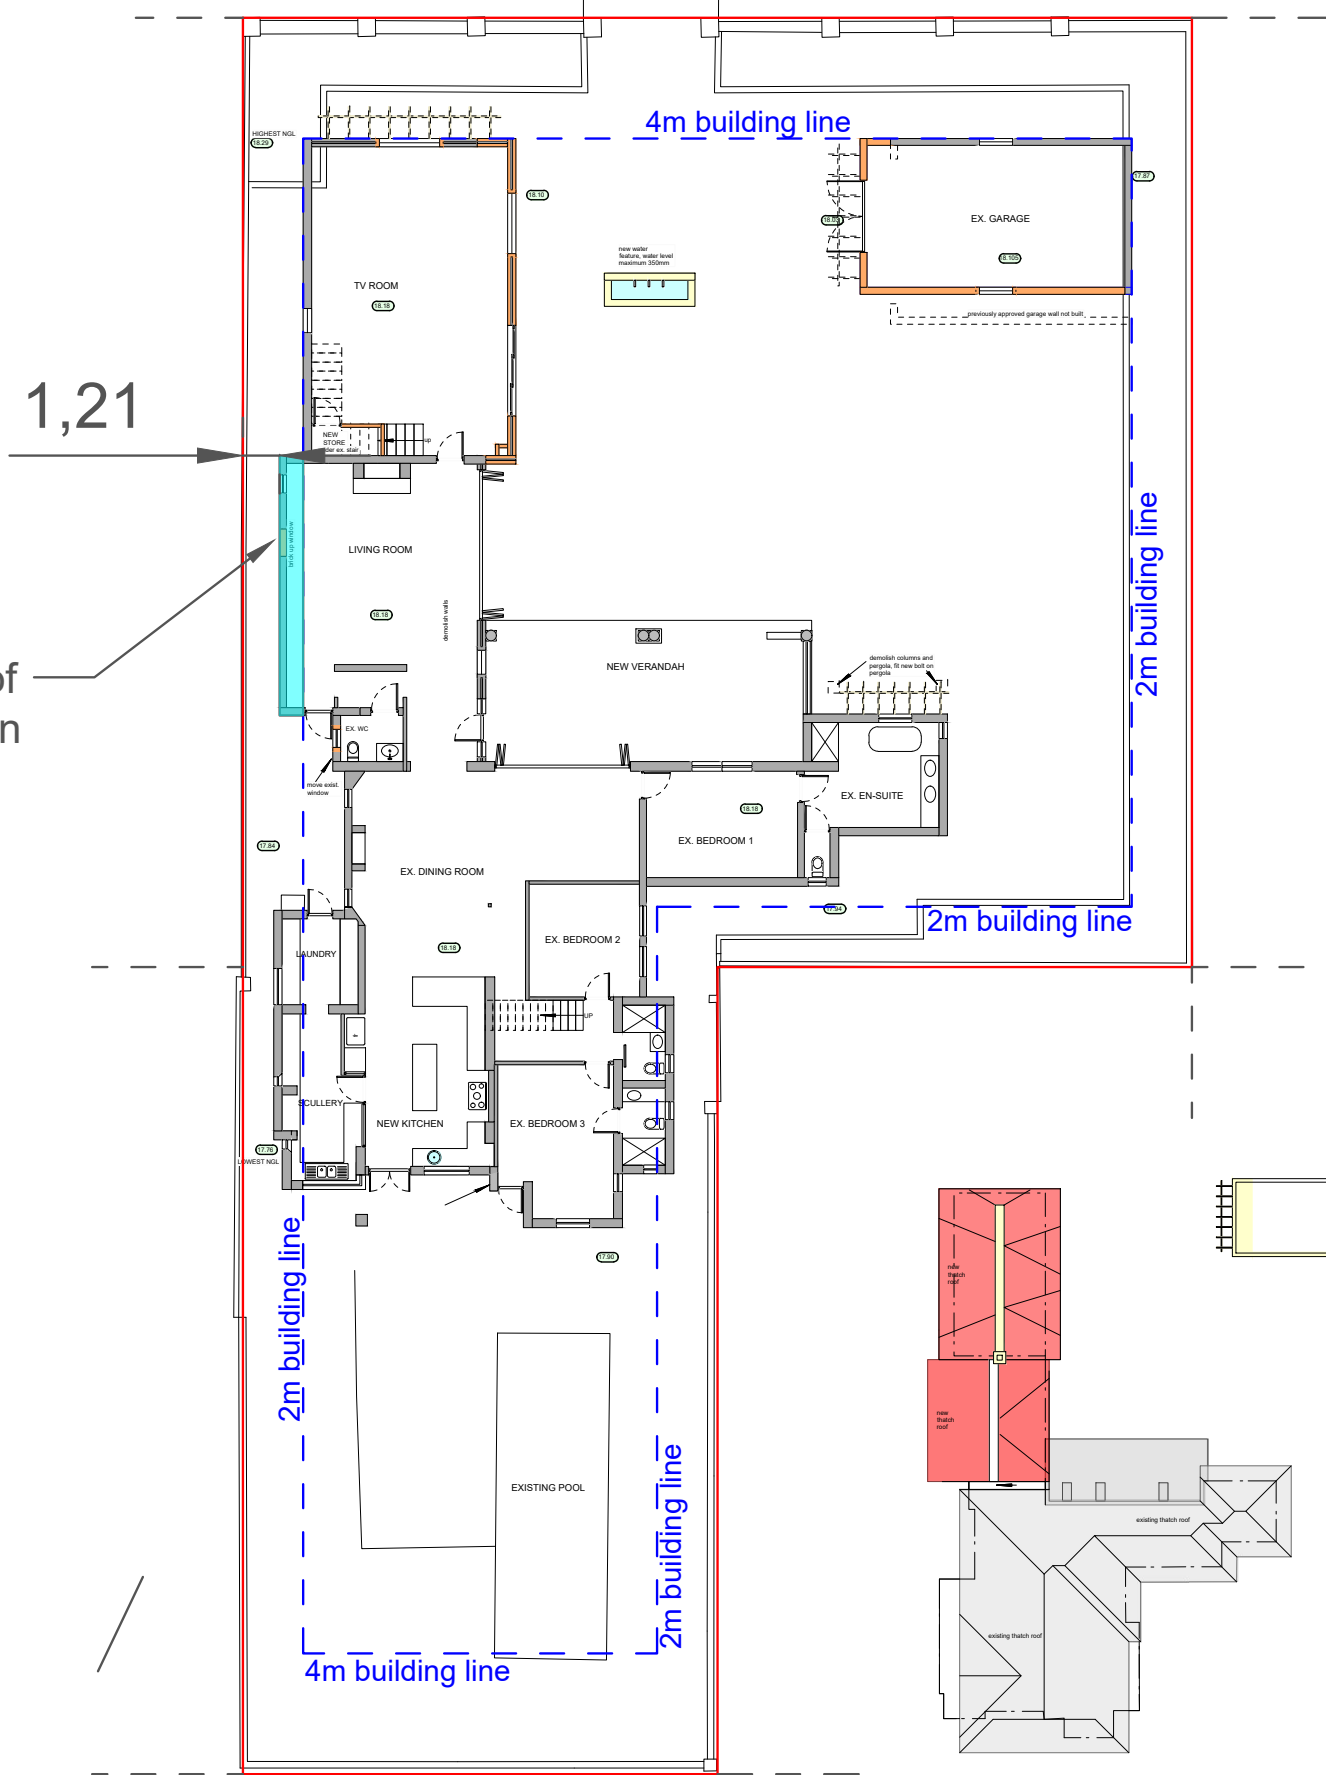 4m building line
HIGHEST NGL
18.29
17.87
18.10
EX. GARAGE
18.03
new water
feature, water level
maximum 350mm
18.105
TV ROOM
18.18
previously approved garage wall not built
1,21
NEW
STORE
up
brick up window
LIVING ROOM
2m building line
18.18
demolish walls
of
n
NEW VERANDAH
demolish columns and
pergola, fit new bolt on
pergola
EX. WC
move exist.
window
EX. EN-SUITE
18.18
EX. BEDROOM 1
17.84
EX. DINING ROOM
17.94
2m building line
EX. BEDROOM 2
18.18
LAUNDRY
UP
SCULLERY
NEW KITCHEN
EX. BEDROOM 3
17.76
LOWEST NGL
2m building line
17.90
new
thatch
roof
new
thatch
roof
EXISTING POOL
2m building line
existing thatch roof
existing thatch roof
4m building line